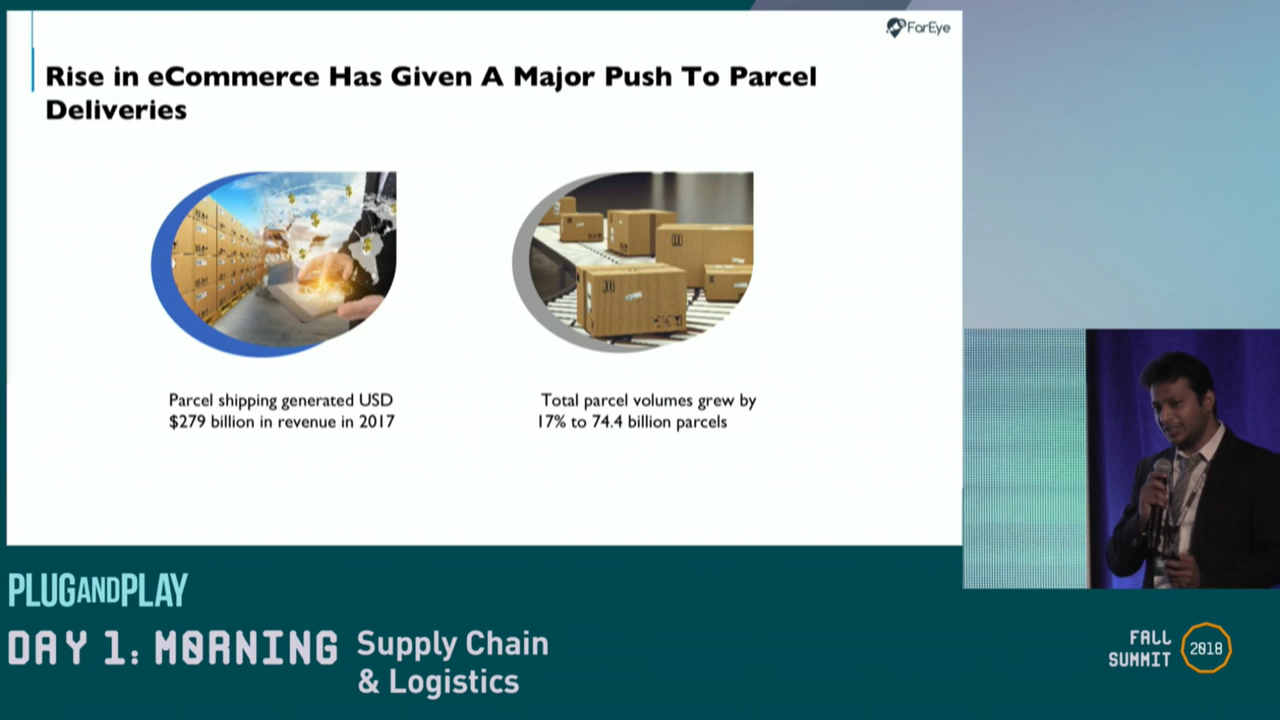 FarEye
Rise in eCommerce Has Given A Major Push To Parcel
Deliveries
Parcel shipping generated USD
$279 billion in revenue in 2017
Total parcel volumes grew by
17% to 74.4 billion parcels
PLUGANDPLAY
DAY 1: MORNING
Supply Chain
& Logistics
FALL
SUMMIT
2018